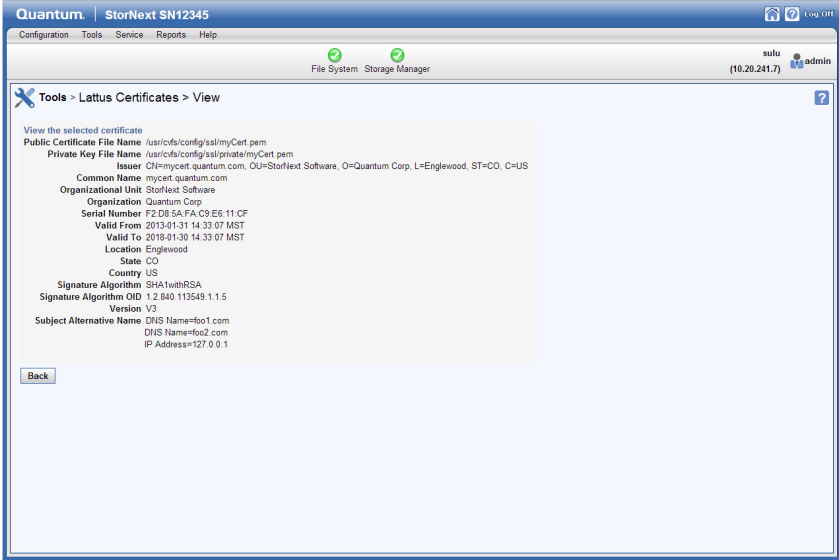 Quantum. StorNext SN12345 Log Off
Configuration Tools Service Reports Help
File System Storage Manager
sulu
(10.20.241.7)
admin
Tools > Lattus Certificates > View
View the selected certificate
Public Certificate File Name /usr/cvfs/config/ssl/myCert.pem
Private Key File Name /usr/cvfs/config/ssl/private/myCert.pem
Issuer CN=mycert.quantum.com, OU=StorNext Software, O=Quantum Corp, L=Englewood, ST=CO, C=US
Common Name mycert.quantum.com
Organizational Unit StorNext Software
Organization Quantum Corp
Serial Number F2:D8:5A:FA:C9:E6:11:CF
Valid From 2013-01-31 14:33:07 MST
Valid To 2018-01-30 14:33:07 MST
Location Englewood
State CO
Country US
Signature Algorithm SHA1withRSA
Signature Algorithm OID 1.2.840.113549.1.1.5
Version V3
Subject Alternative Name DNS Name=foo1.com
DNS Name=foo2.com
IP Address=127.0.0.1
Back